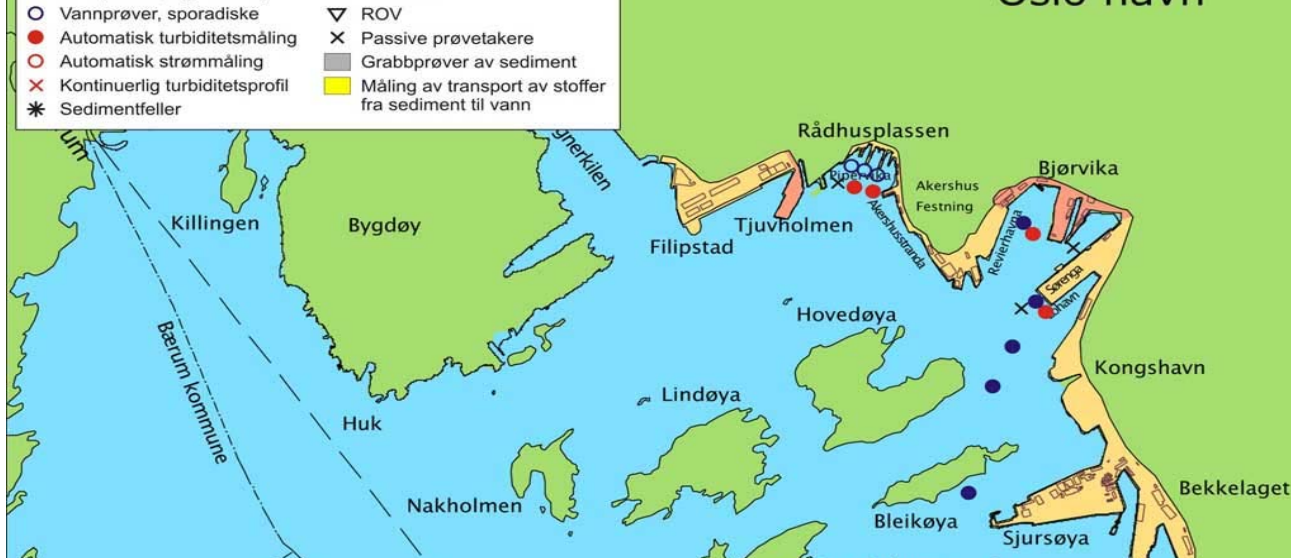 Oslo havn
Vannprøver, sporadiske
Automatisk turbiditetsmåling
Automatisk strømmåling
Kontinuerlig turbiditetsprofil
Sedimentfeller
ROV
Passive prøvetakere
Grabbprøver av sediment
Måling av transport av stoffer
fra sediment til vann
Rådhusplassen
Bjørvika
Pipervika
Akershus
Festning
Killingen
Bygdøy
Tjuvholmen
Filipstad
Akershusstranda
Revierhavna
Sørenga
Hovedøya
Kongshavn
Bærum kommune
Lindøya
Huk
Nakholmen
Bekkelaget
Bleikøya
Sjursøya